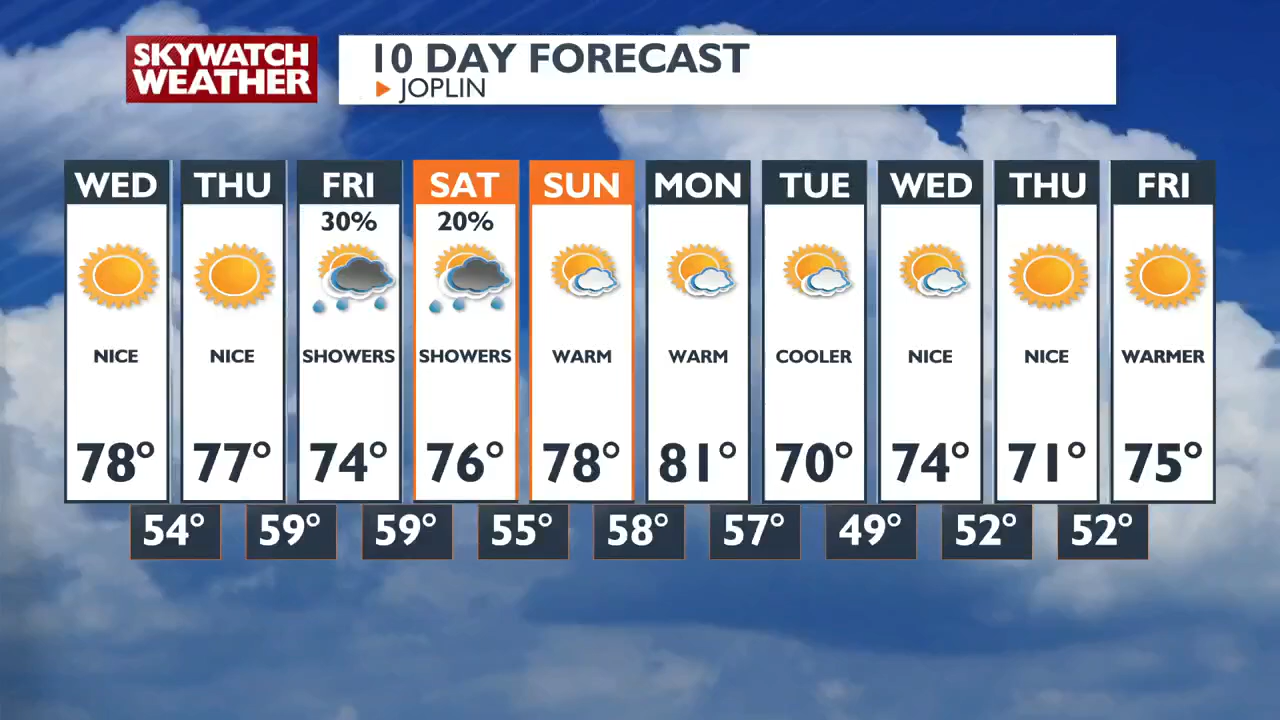 SKYWATCH
WEATHER
10 DAY FORECAST
JOPLIN
WED THU FRI SAT SUN MON TUE WED THU FRI
30% 20%
NICE NICE SHOWERS SHOWERS WARM WARM COOLER NICE NICE WARMER
78° 77° 74° 76° 78° 81° 70° 74° 71° 75°
54° 59° 59° 55° 58° 57° 49° 52° 52°